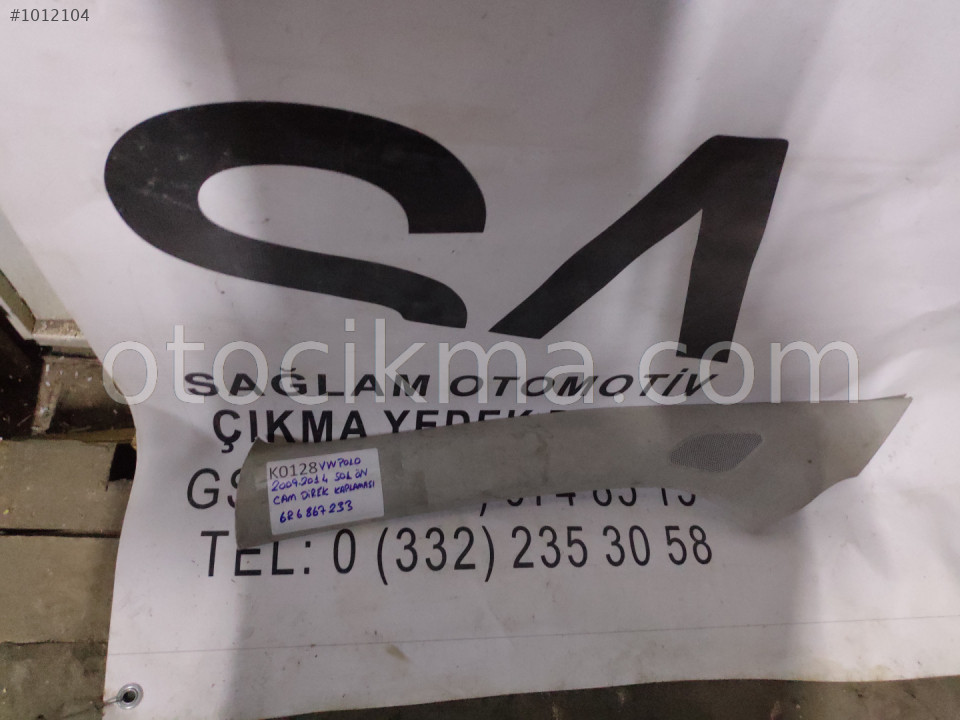 #1012104
SA
otocikma.com
SAĞLAM OTOMOTİV
ÇIKMA YEDEK
K0128 VW POLO
2009-2014 SOL ÖN
CAM DİREK KAPLAMASI
6R6 867 233
TEL: 0 (332) 235 30 58